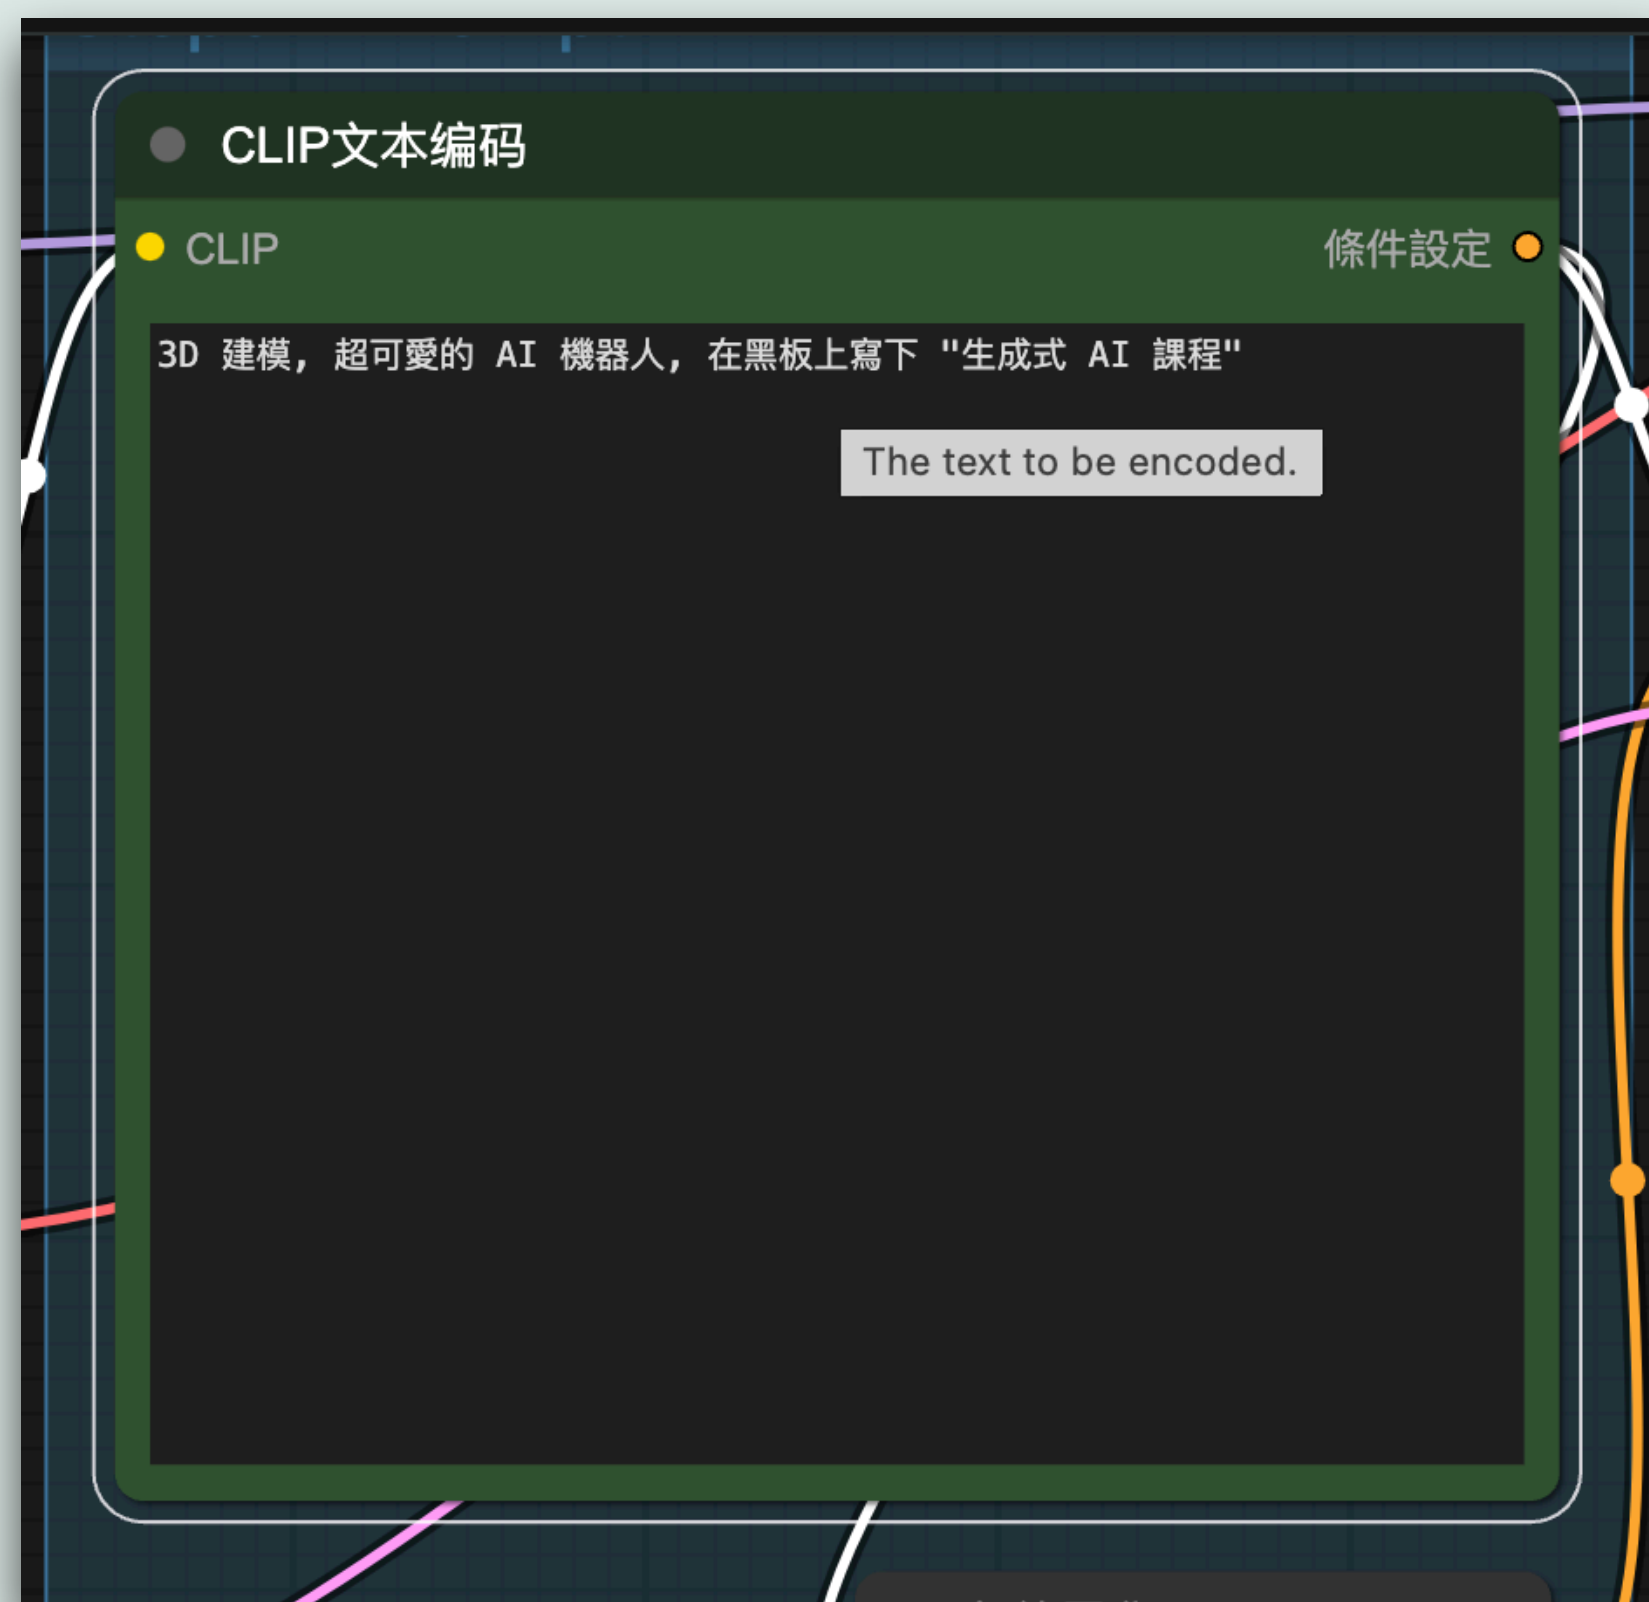 CLIP文本编码
CLIP
條件設定
3D 建模, 超可愛的 AI 機器人, 在黑板上寫下 "生成式 AI 課程"
The text to be encoded.